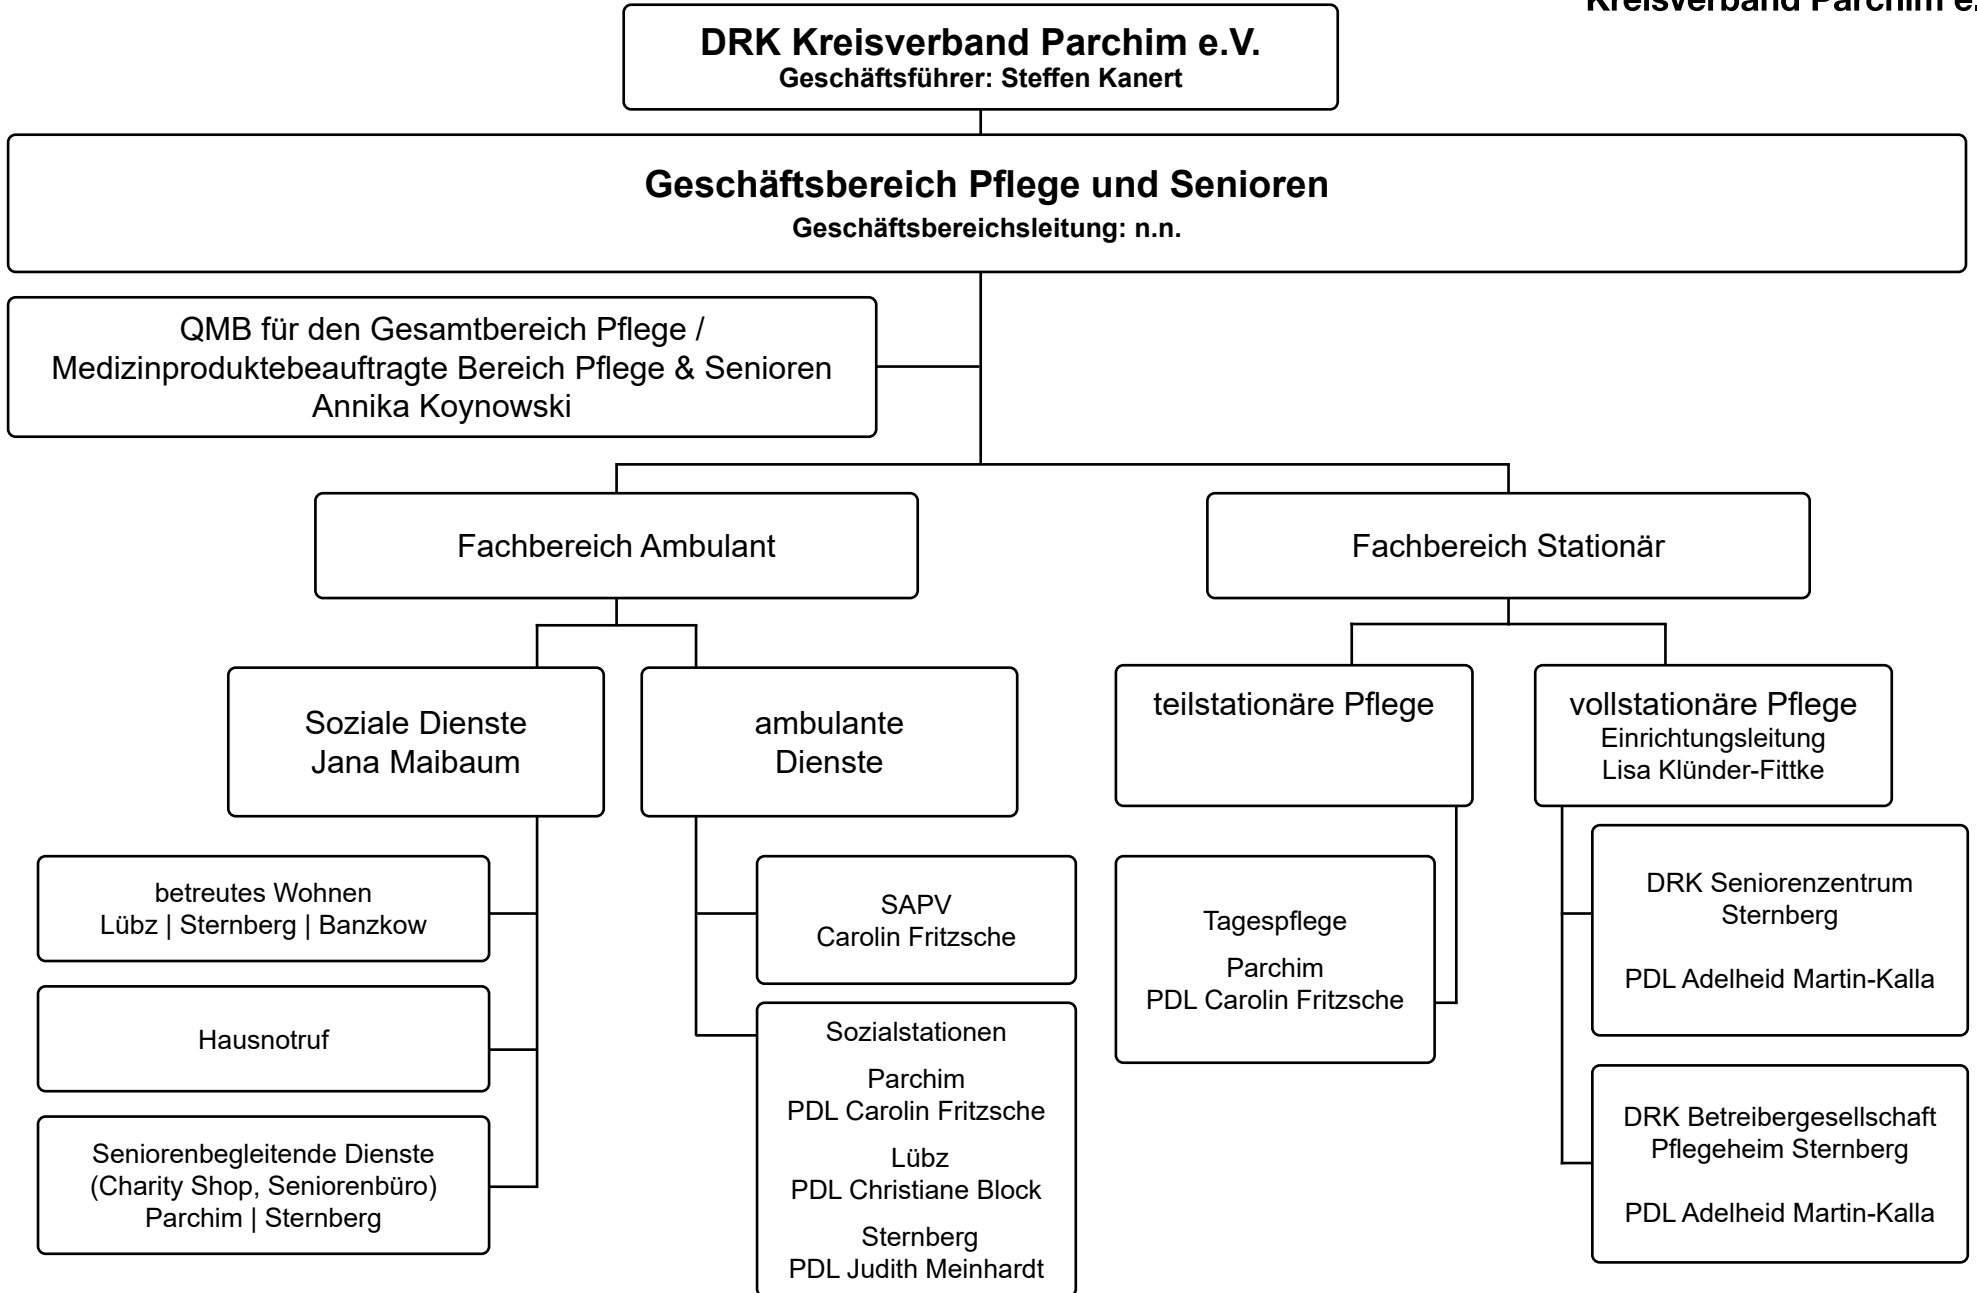 Kreisverband Parchim e.
DRK Kreisverband Parchim e.V.
Geschäftsführer: Steffen Kanert
Geschäftsbereich Pflege und Senioren
Geschäftsbereichsleitung: n.n.
QMB für den Gesamtbereich Pflege /
Medizinproduktebeauftragte Bereich Pflege & Senioren
Annika Koynowski
Fachbereich Ambulant
Fachbereich Stationär
Soziale Dienste
Jana Maibaum
ambulante
Dienste
teilstationäre Pflege
vollstationäre Pflege
Einrichtungsleitung
Lisa Klünder-Fittke
betreutes Wohnen
Lübz | Sternberg | Banzkow
Hausnotruf
Seniorenbegleitende Dienste
(Charity Shop, Seniorenbüro)
Parchim | Sternberg
SAPV
Carolin Fritzsche
Sozialstationen
Parchim
PDL Carolin Fritzsche
Lübz
PDL Christiane Block
Sternberg
PDL Judith Meinhardt
Tagespflege
Parchim
PDL Carolin Fritzsche
DRK Seniorenzentrum
Sternberg
PDL Adelheid Martin-Kalla
DRK Betreibergesellschaft
Pflegeheim Sternberg
PDL Adelheid Martin-Kalla